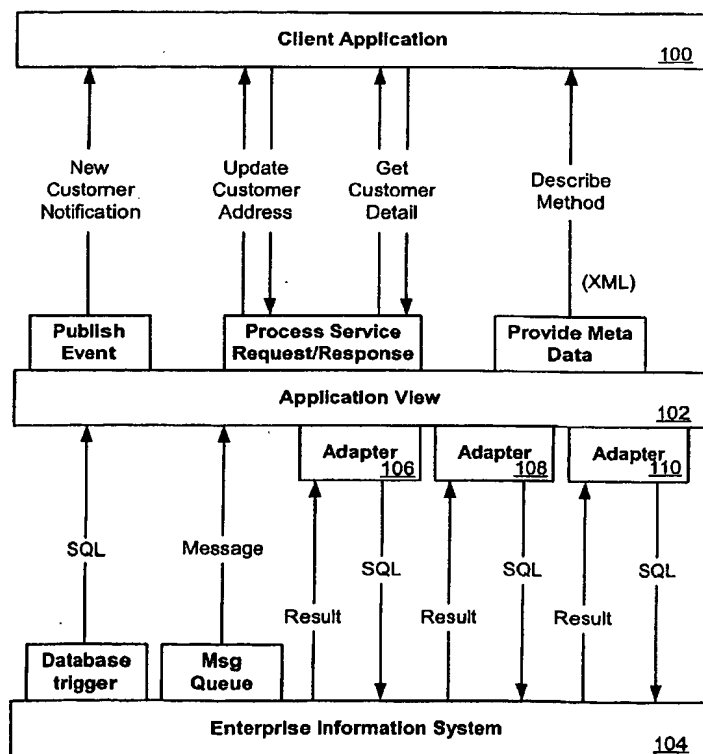 Client Application
100
New
Customer
Notification
Update
Customer
Address
Get
Customer
Detail
Describe
Method
(XML)
Publish
Event
Process Service
Request/Response
Provide Meta
Data
Application View
102
Adapter
106
Adapter
108
Adapter
110
SQL
Message
Result
SQL
Result
SQL
Result
SQL
Database
trigger
Msg
Queue
Enterprise Information System
104